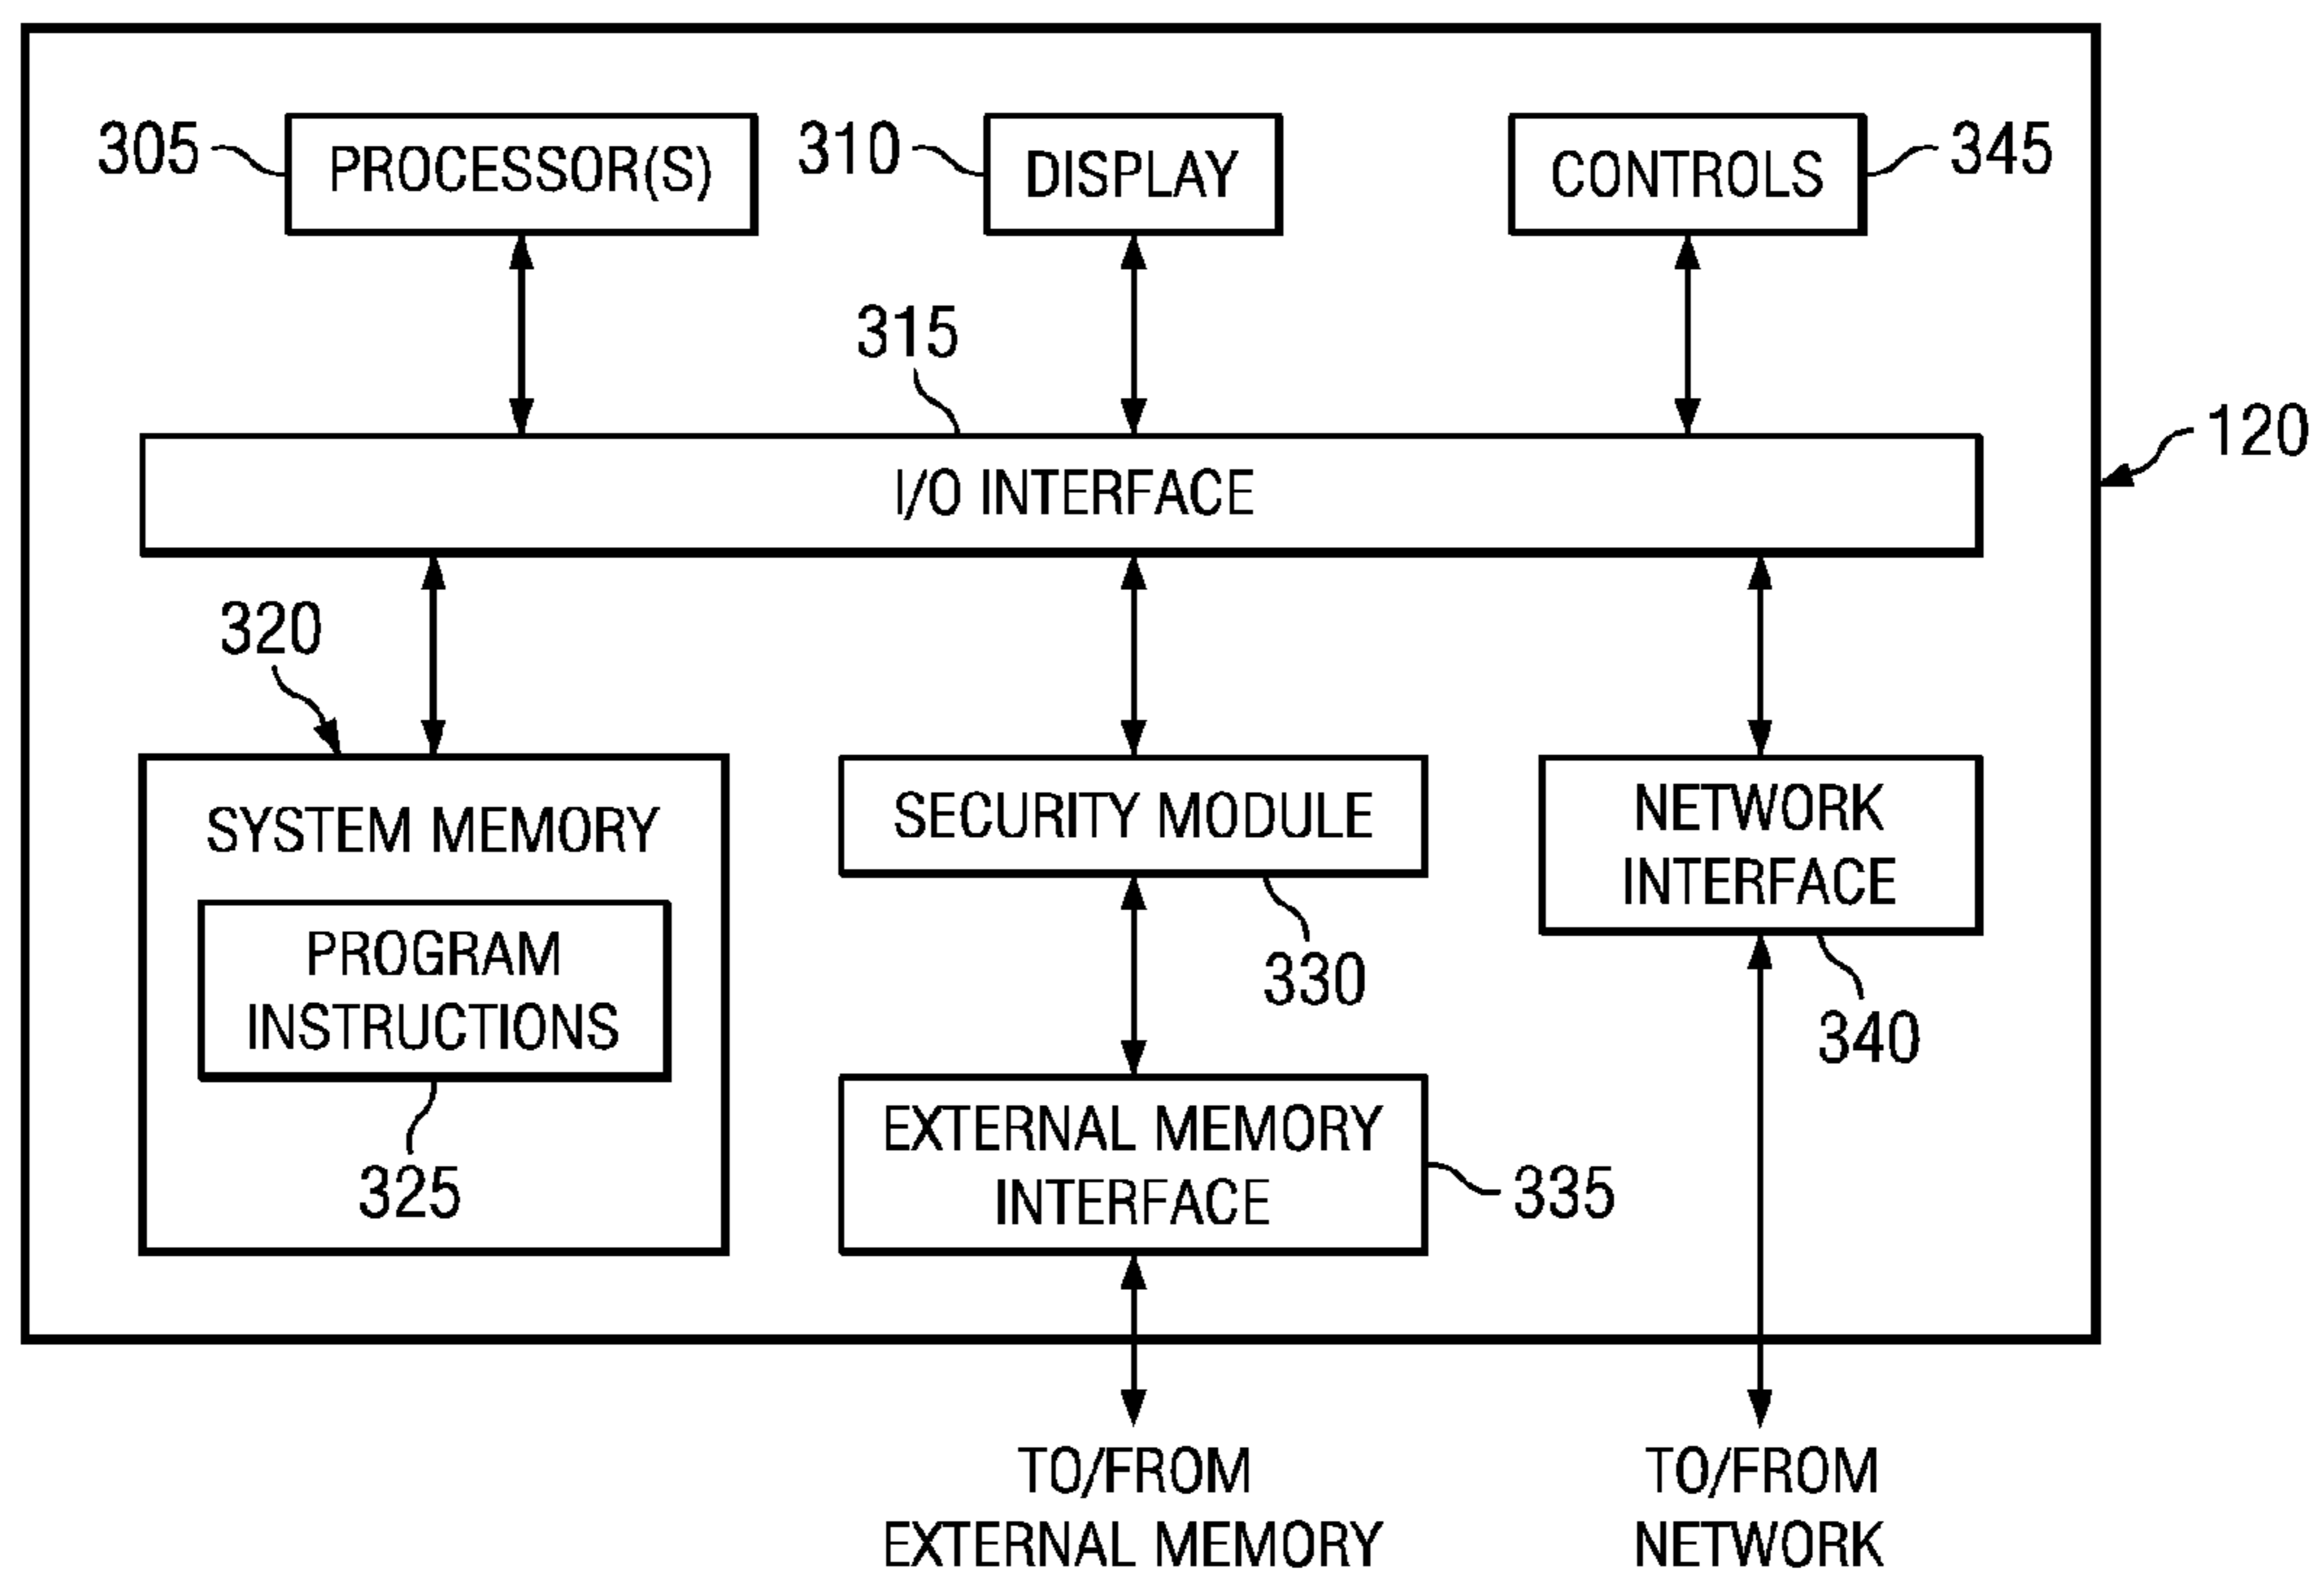 305
PROCESSOR(S)
310
DISPLAY
CONTROLS
345
315
I/O INTERFACE
120
320
SYSTEM MEMORY
PROGRAM
INSTRUCTIONS
325
SECURITY MODULE
330
EXTERNAL MEMORY
INTERFACE
335
NETWORK
INTERFACE
340
TO/FROM
EXTERNAL MEMORY
TO/FROM
NETWORK